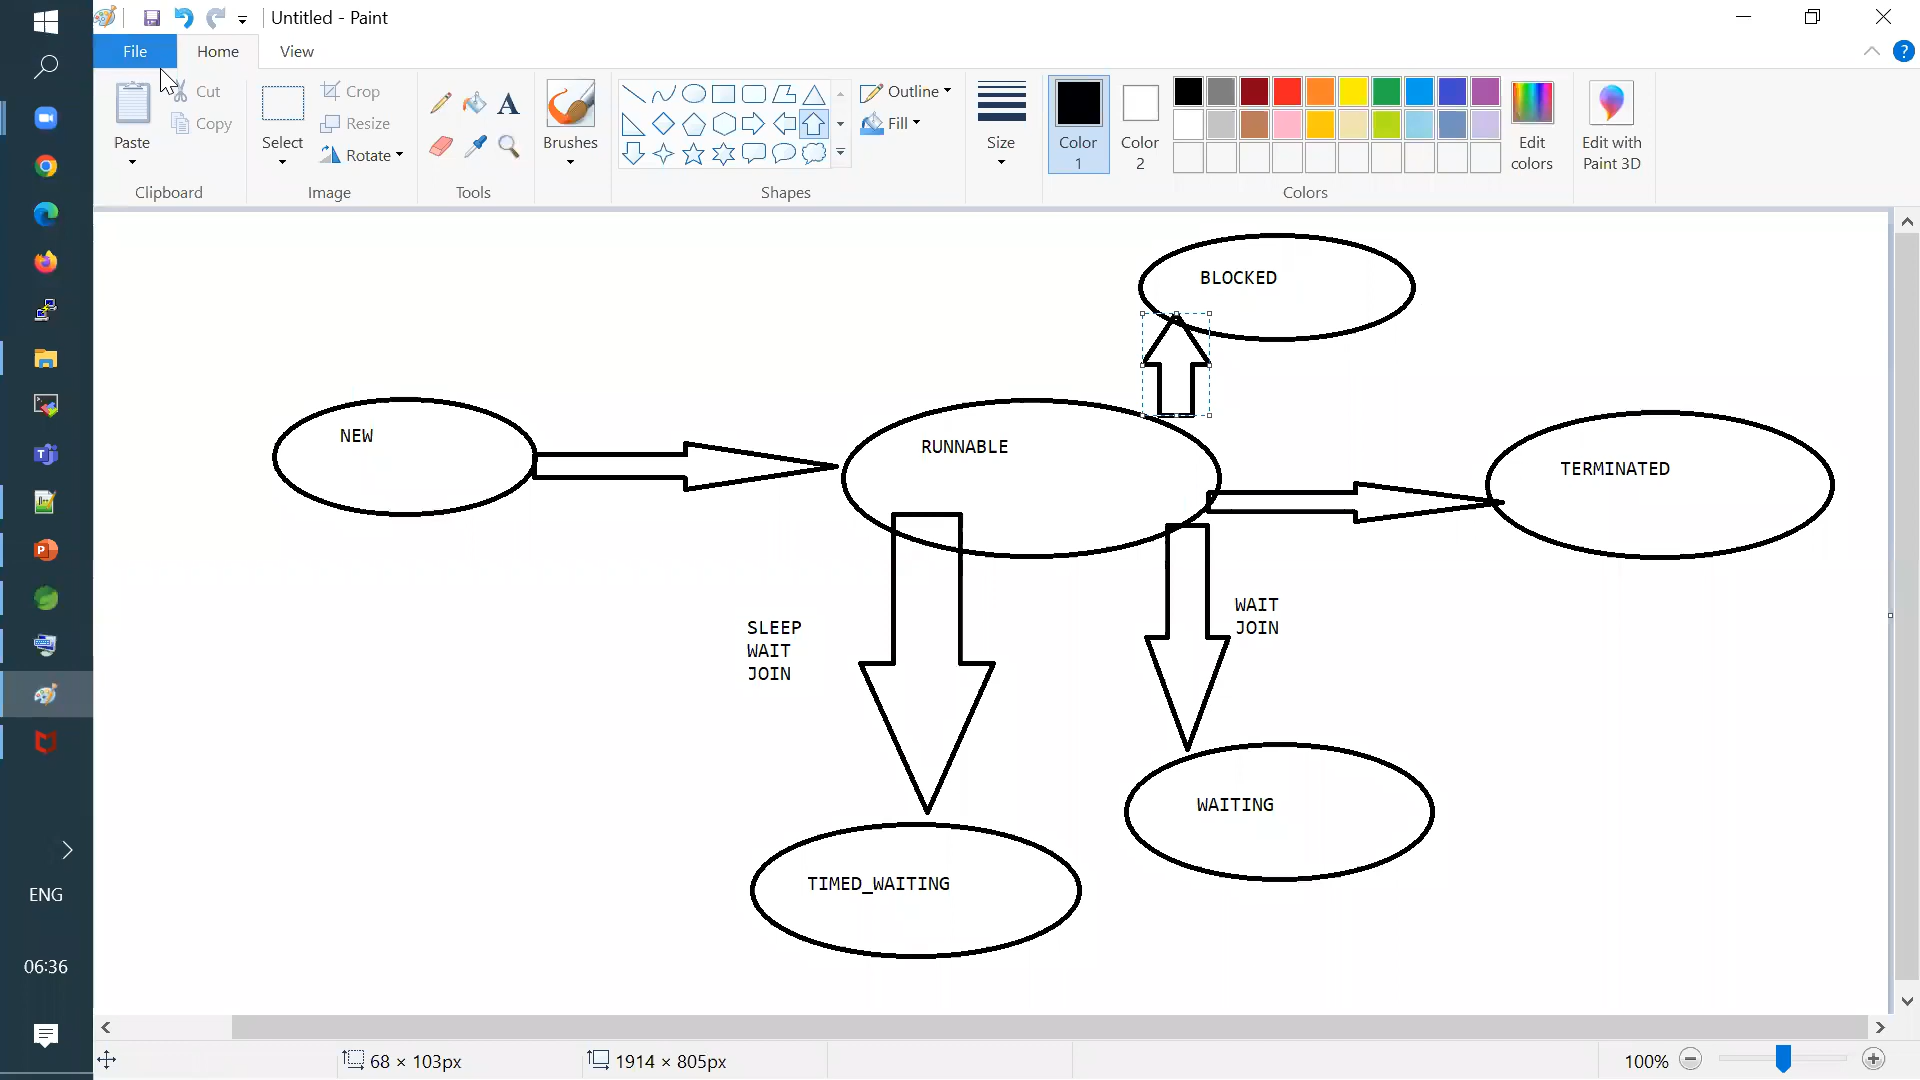 Untitled - Paint
File
Home
View
Paste
Cut
Copy
Clipboard
Select
Crop
Resize
Rotate
Image
A
Tools
Brushes
Shapes
Outline
Fill
Size
Color 1
Color 2
Edit colors
Colors
Edit with Paint 3D
?
BLOCKED
NEW
RUNNABLE
TERMINATED
SLEEP
WAIT
JOIN
WAIT
JOIN
WAITING
TIMED_WAITING
ENG
06:36
68 × 103px
1914 × 805px
100%